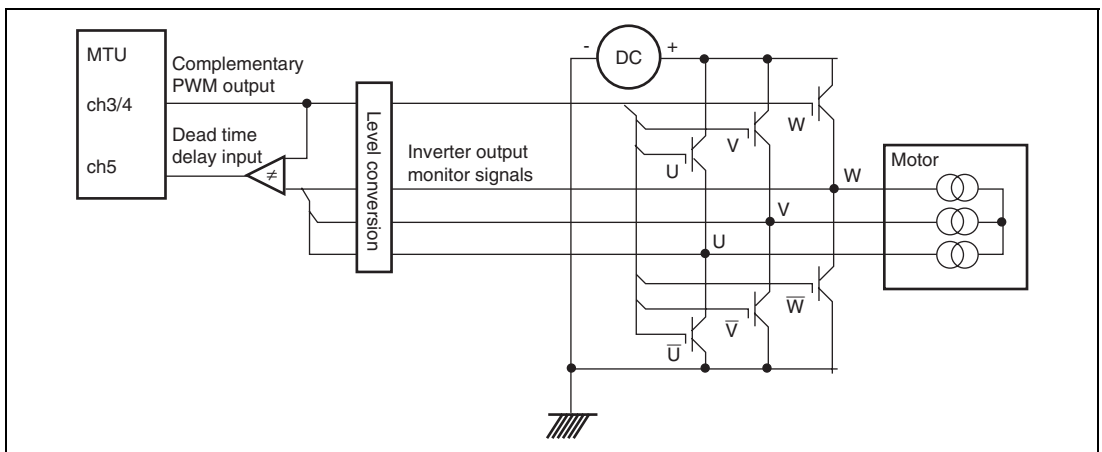 MTU
ch3/4
ch5
Complementary
PWM output
Dead time
delay input
≠
Level conversion
Inverter output
monitor signals
- DC +
W
V
U
W
V
U
W̅
V̅
U̅
Motor